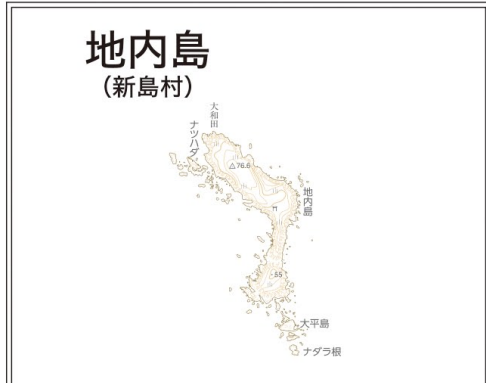 地内島
（新島村）
大和田
ナツハダ
△76.6
地内島
55
大平島
ナダラ根